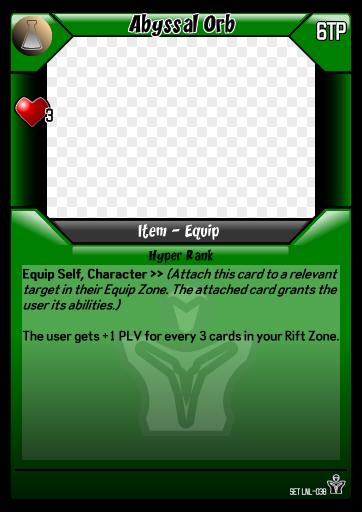 Abyssal Orb
6TP
3
Item - Equip
Hyper Rank
Equip Self, Character >> (Attach this card to a relevant
target in their Equip Zone. The attached card grants the
user its abilities.)
The user gets +1 PLV for every 3 cards in your Rift Zone.
SET LNL-038